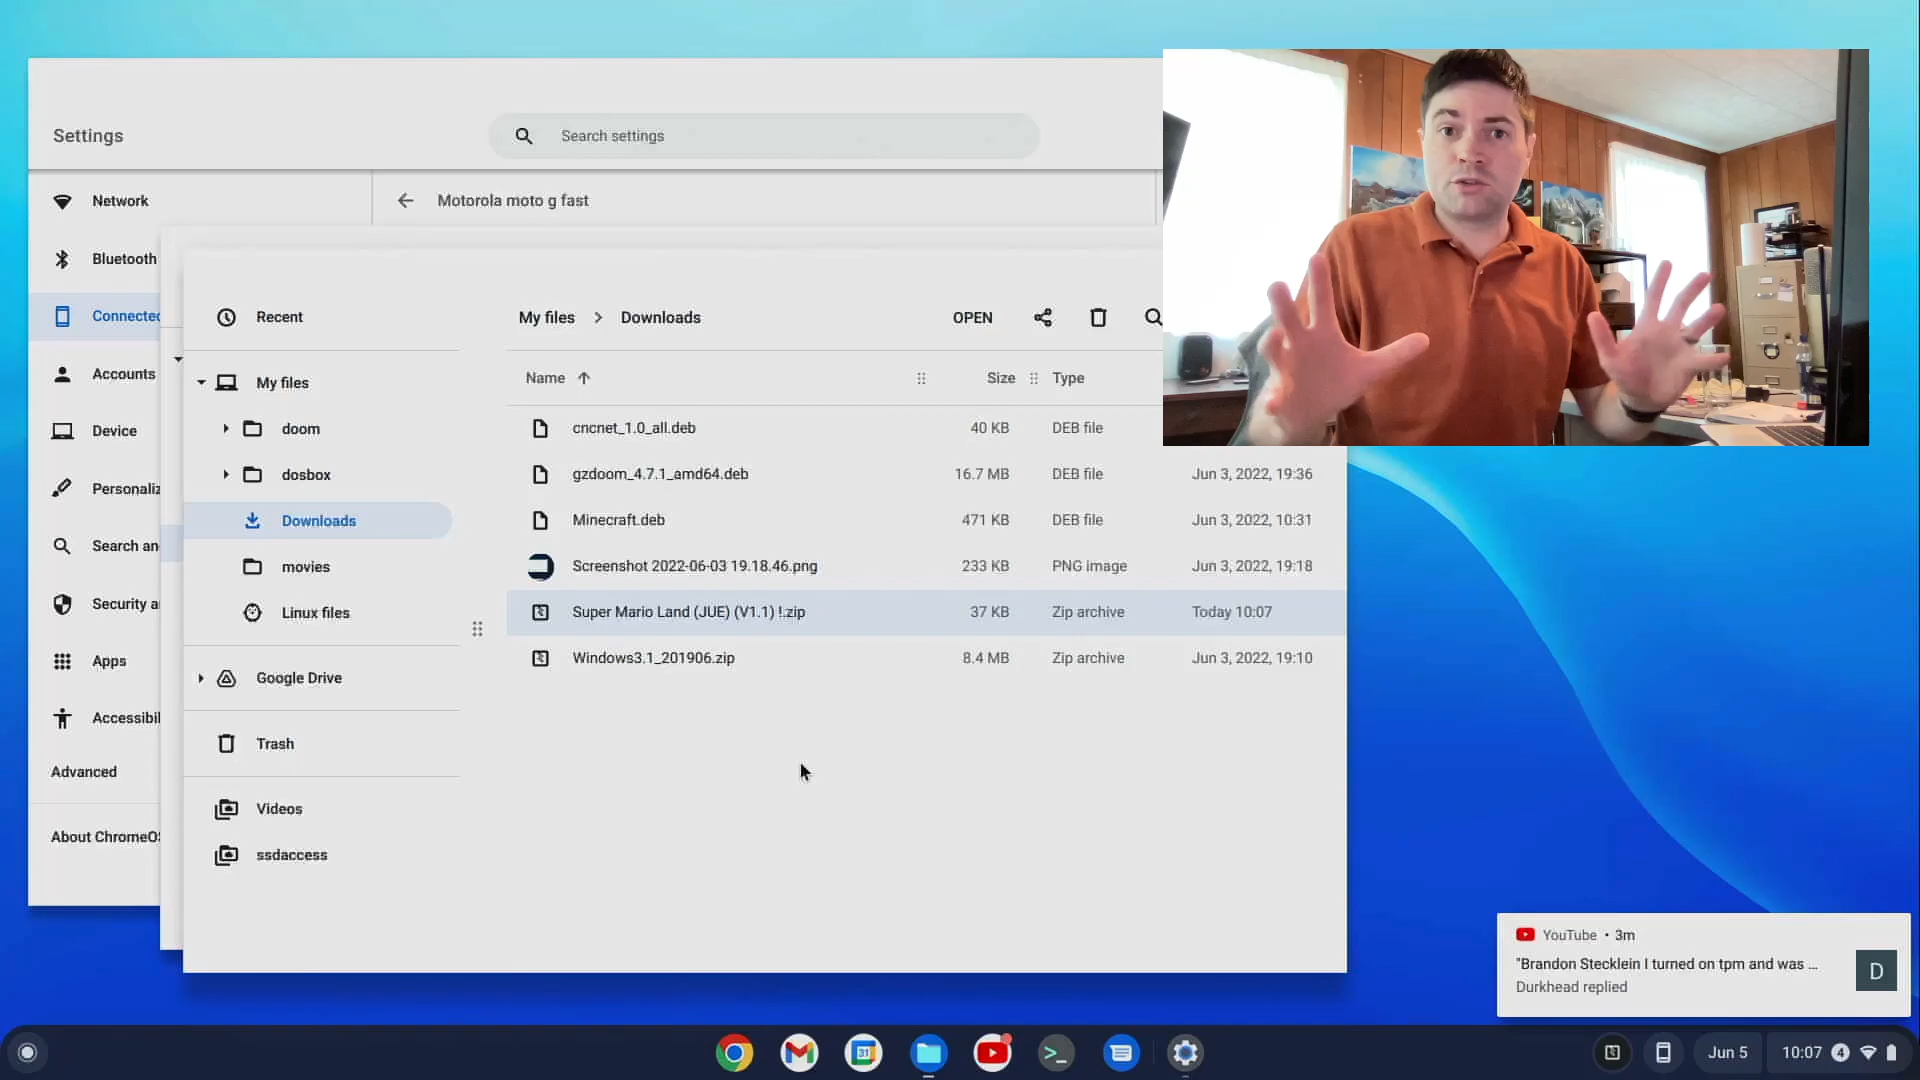 Settings
Search settings
Network
Motorola moto g fast
Bluetooth
Connected
Accounts
Device
Personaliz
Search an
Security a
Apps
Accessibil
Advanced
About ChromeOS
Recent
My files
doom
dosbox
Downloads
movies
Linux files
Google Drive
Trash
Videos
ssdaccess
My files > Downloads
OPEN
Name Size Type
cncnet_1.0_all.deb 40 KB DEB file
gzdoom_4.7.1_amd64.deb 16.7 MB DEB file Jun 3, 2022, 19:36
Minecraft.deb 471 KB DEB file Jun 3, 2022, 10:31
Screenshot 2022-06-03 19.18.46.png 233 KB PNG image Jun 3, 2022, 19:18
Super Mario Land (JUE) (V1.1) !.zip 37 KB Zip archive Today 10:07
Windows3.1_201906.zip 8.4 MB Zip archive Jun 3, 2022, 19:10
YouTube • 3m
"Brandon Stecklein I turned on tpm and was ...
Durkhead replied
D
31
Jun 5
10:07 4